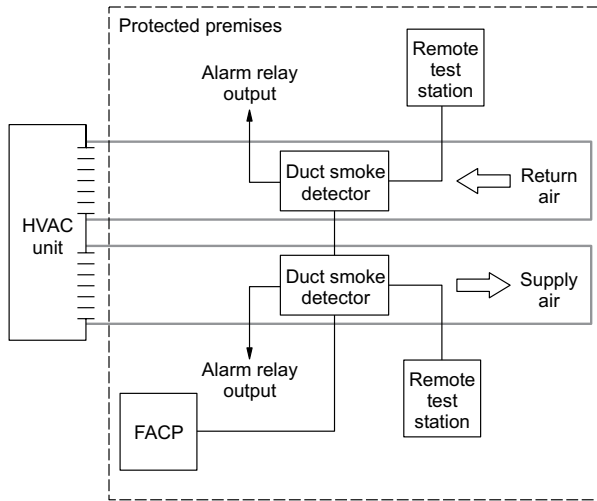 Protected premises
Alarm relay
output
Remote
test
station
Duct smoke
detector
Return
air
HVAC
unit
Duct smoke
detector
Supply
air
Alarm relay
output
Remote
test
station
FACP